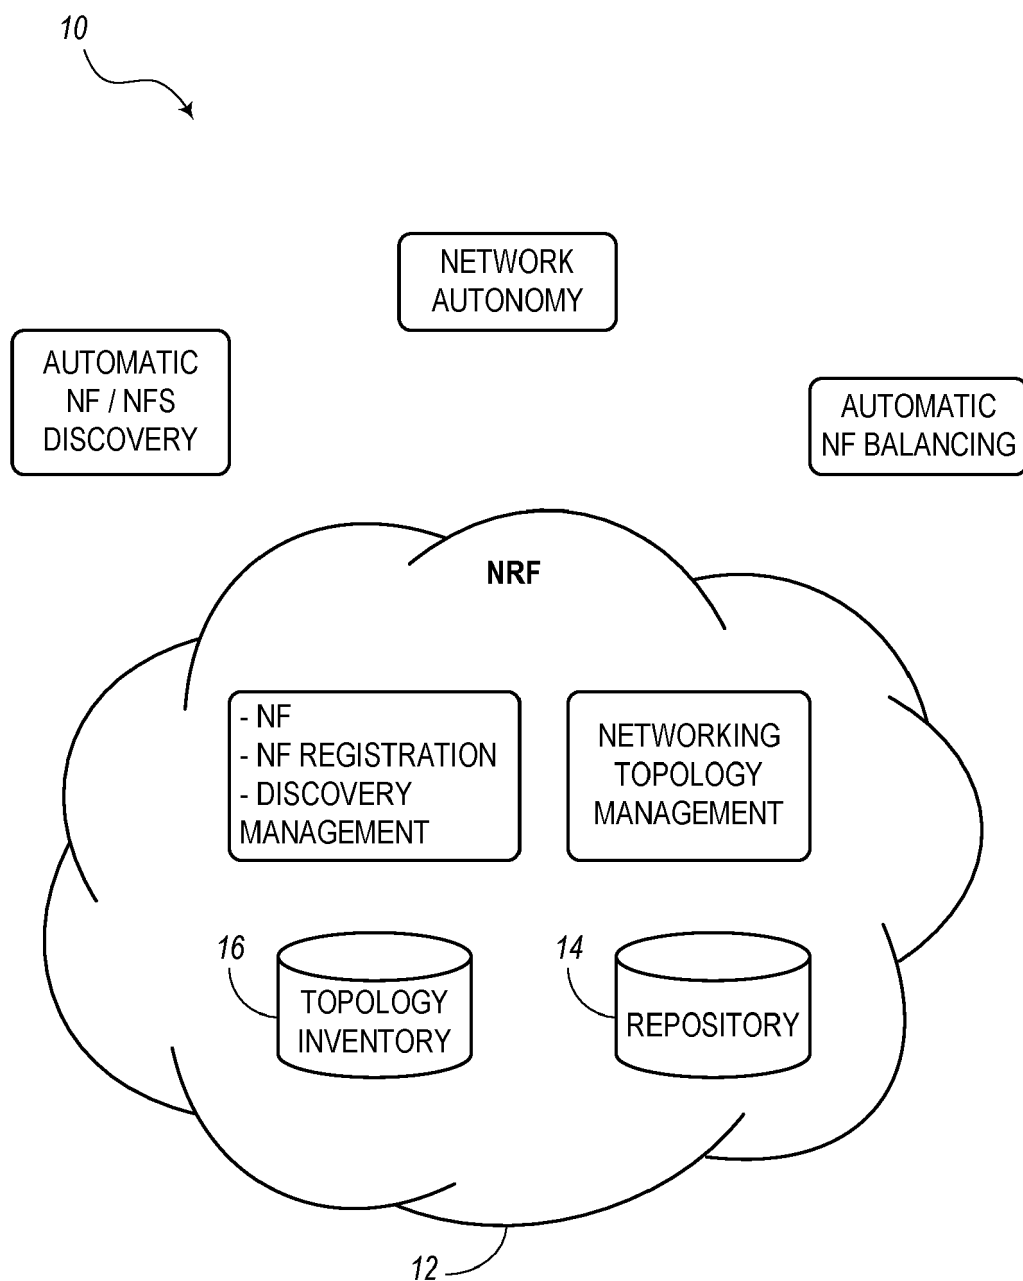 10
NETWORK
AUTONOMY
AUTOMATIC
NF / NFS
DISCOVERY
AUTOMATIC
NF BALANCING
NRF
- NF
- NF REGISTRATION
- DISCOVERY
MANAGEMENT
NETWORKING
TOPOLOGY
MANAGEMENT
16
TOPOLOGY
INVENTORY
14
REPOSITORY
12